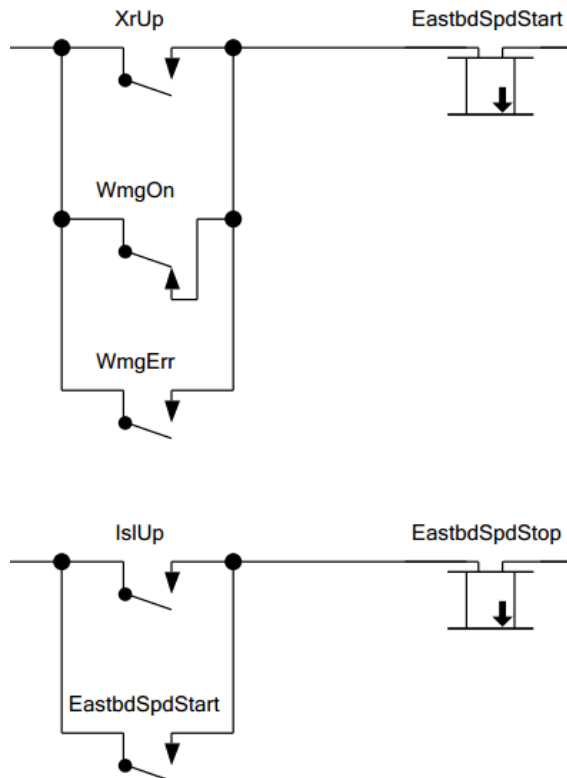 XrUp
EastbdSpdStart
WmgOn
WmgErr
IslUp
EastbdSpdStop
EastbdSpdStart